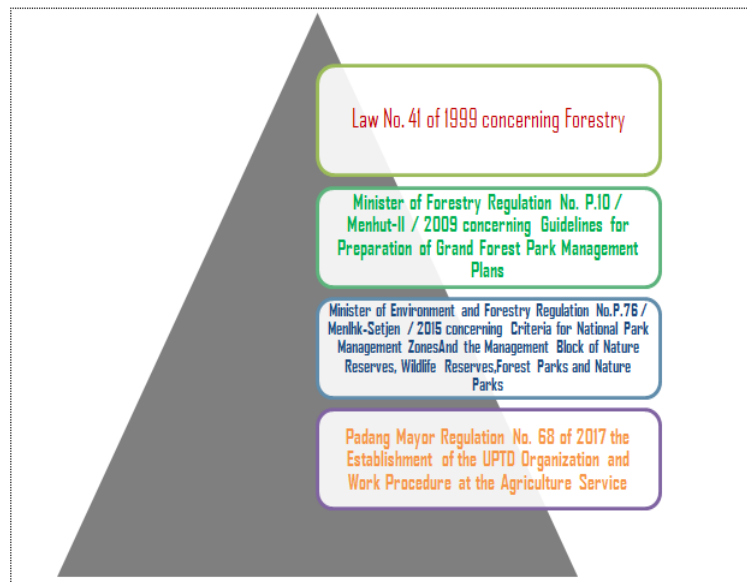 Law No. 41 of 1999 concerning Forestry
Minister of Forestry Regulation No. P.10 /
Menhut-II / 2009 concerning Guidelines for
Preparation of Grand Forest Park Management
Plans
Minister of Environment and Forestry Regulation No.P.76 /
Menlhk-Setjen / 2015 concerning Criteria for National Park
Management ZonesAnd the Management Block of Nature
Reserves, Wildlife Reserves,Forest Parks and Nature
Parks
Padang Mayor Regulation No. 68 of 2017 the
Establishment of the UPTD Organization and
Work Procedure at the Agriculture Service